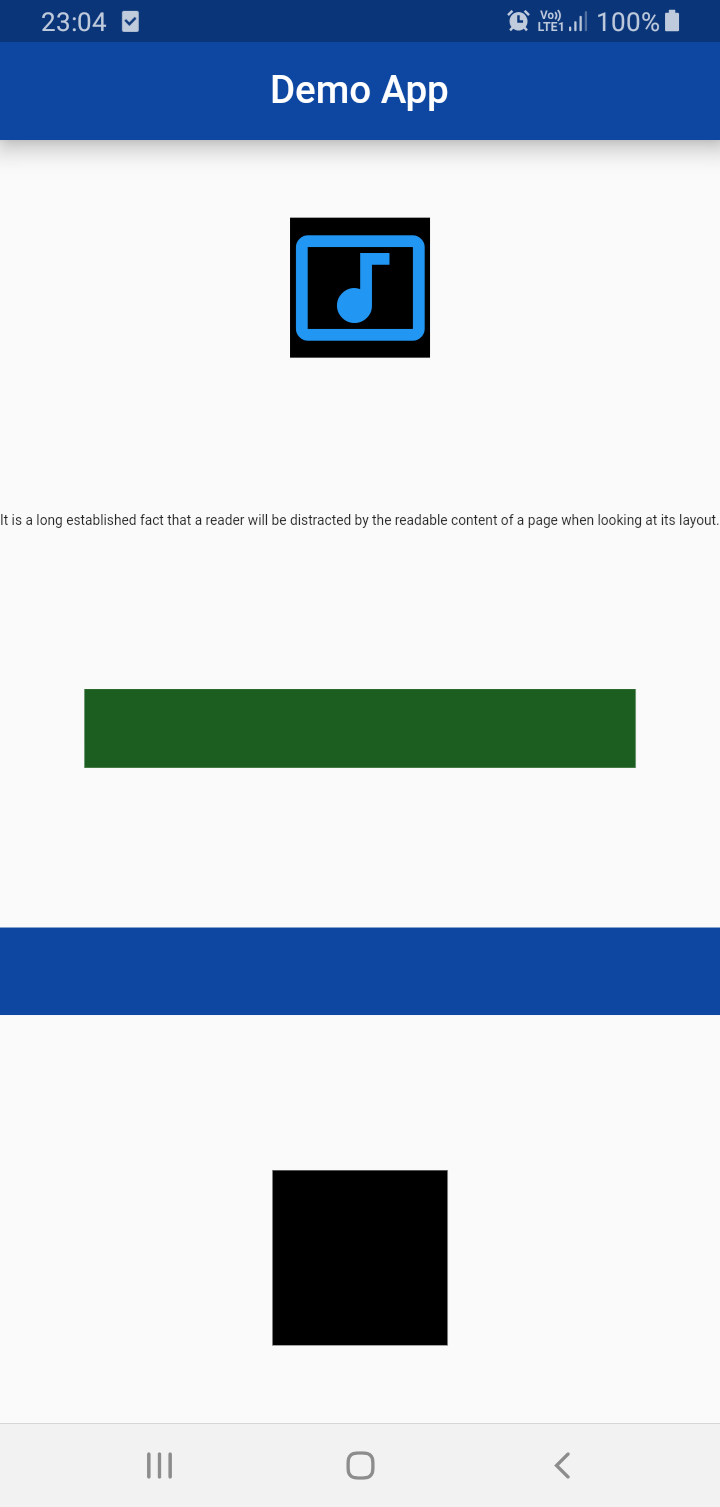 23:04
Vo))
LTE1
100%
Demo App
It is a long established fact that a reader will be distracted by the readable content of a page when looking at its layout.